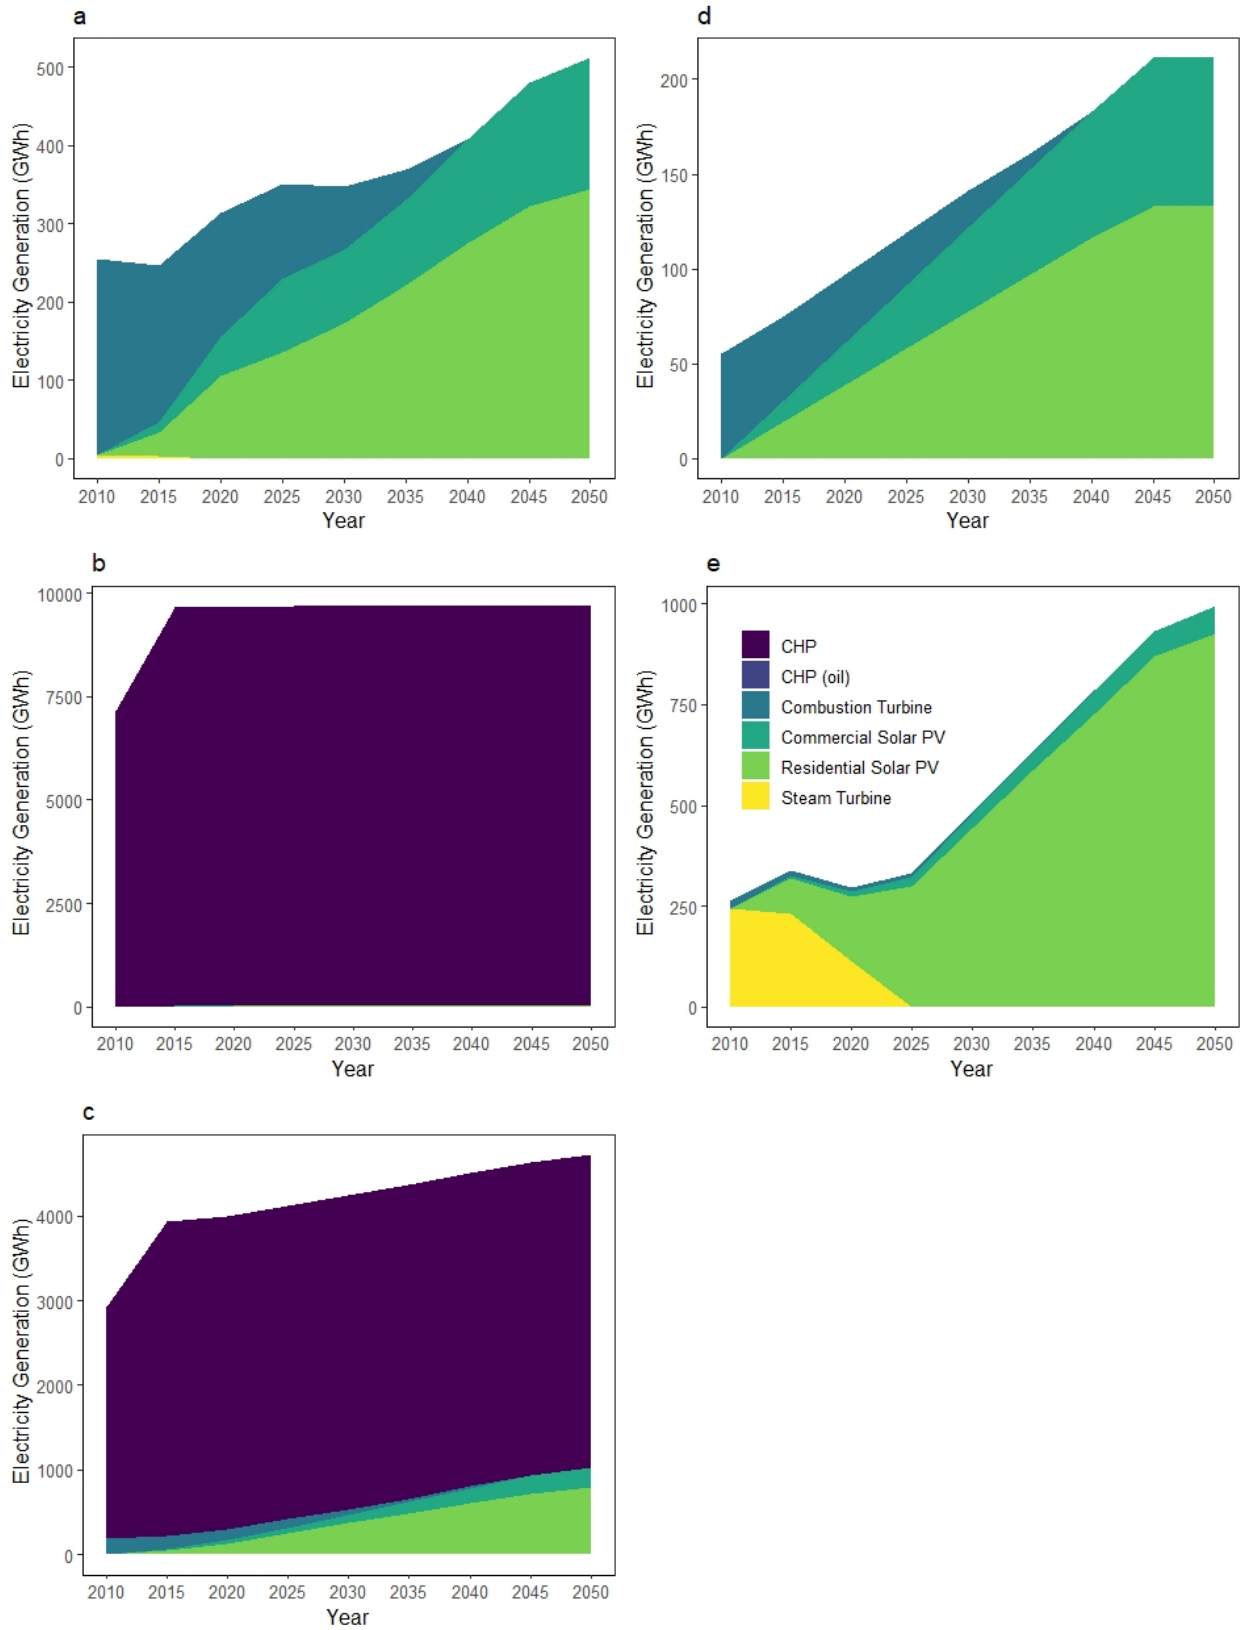 a
Electricity Generation (GWh)
500
400
300
200
100
0
2010 2015 2020 2025 2030 2035 2040 2045 2050
Year
d
Electricity Generation (GWh)
200
150
100
50
0
2010 2015 2020 2025 2030 2035 2040 2045 2050
Year
b
Electricity Generation (GWh)
10000
7500
5000
2500
0
2010 2015 2020 2025 2030 2035 2040 2045 2050
Year
e
Electricity Generation (GWh)
1000
750
500
250
0
CHP
CHP (oil)
Combustion Turbine
Commercial Solar PV
Residential Solar PV
Steam Turbine
2010 2015 2020 2025 2030 2035 2040 2045 2050
Year
c
Electricity Generation (GWh)
4000
3000
2000
1000
0
2010 2015 2020 2025 2030 2035 2040 2045 2050
Year